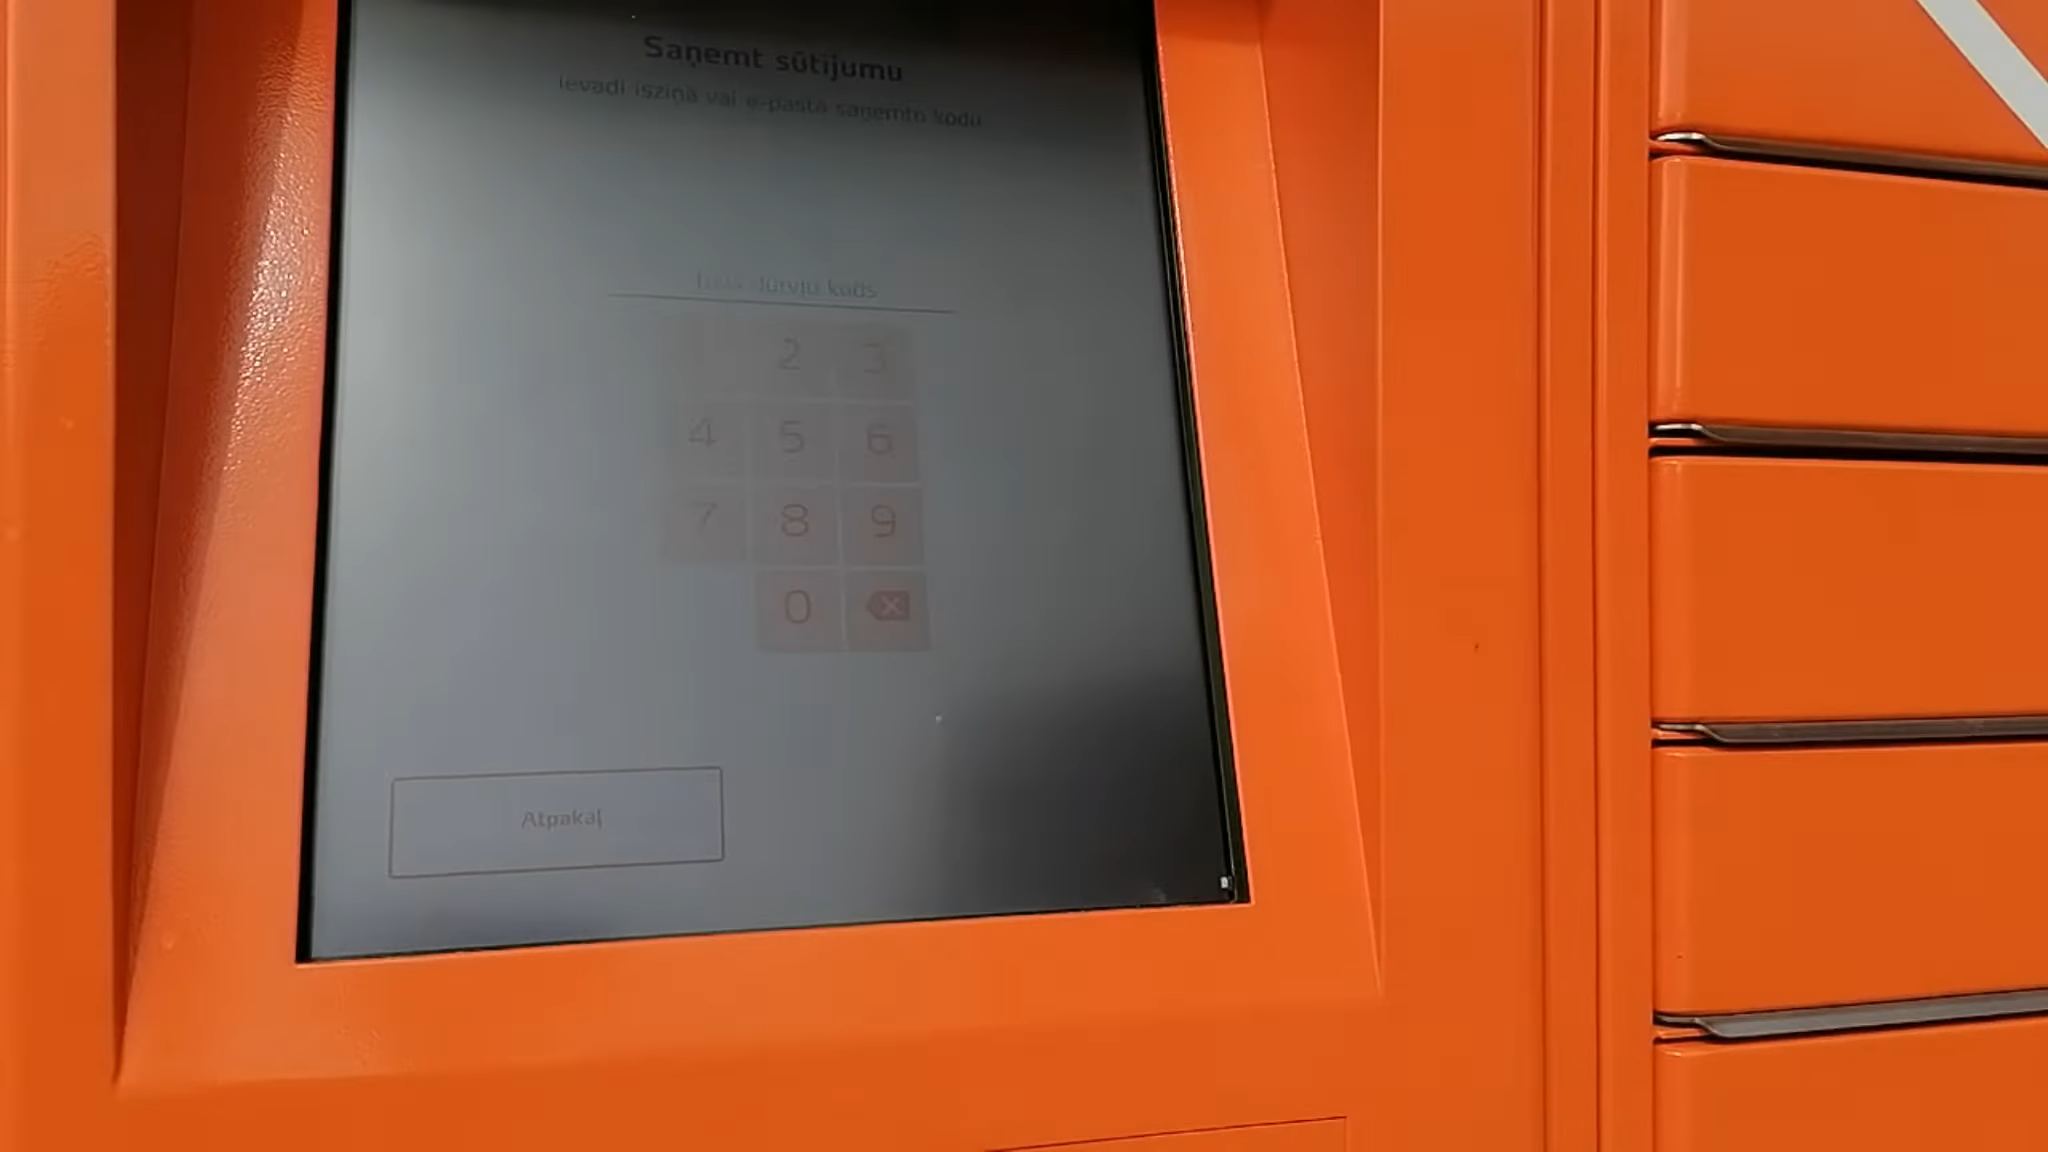 Saņemt sūtījumu
Ievadi īsziņā vai e-pastā saņemto kodu
durvju kods
2 3
4 5 6
7 8 9
0
Atpakaļ